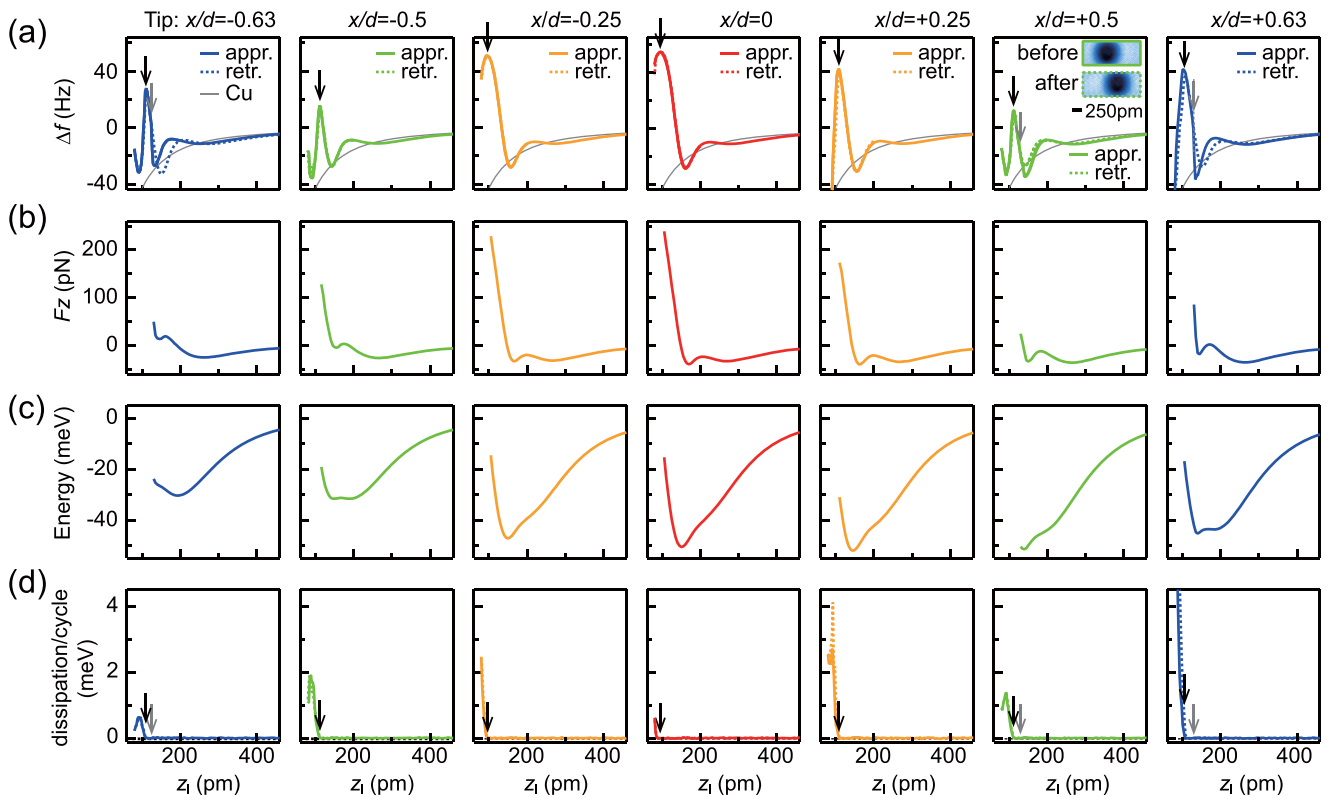 (a)
Tip: x/d=-0.63
x/d=-0.5
x/d=-0.25
x/d=0
x/d=+0.25
x/d=+0.5
x/d=+0.63
Δf (Hz)
40
0
-40
appr.
retr.
Cu
appr.
retr.
appr.
retr.
appr.
retr.
appr.
retr.
before
after
250pm
appr.
retr.
appr.
retr.
(b)
Fz (pN)
200
100
0
(c)
Energy (meV)
0
-20
-40
(d)
dissipation/cycle
(meV)
4
2
0
200 400
200 400
200 400
200 400
200 400
200 400
200 400
zI (pm)
zI (pm)
zI (pm)
zI (pm)
zI (pm)
zI (pm)
zI (pm)